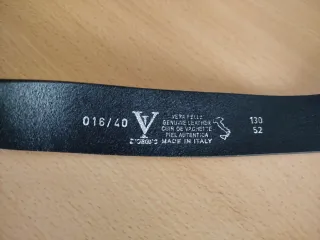 016/40
V
VERA PELLE
GENUINE LEATHER
CUIR DE VACHETTE
PIEL AUTENTICA
MADE IN ITALY
130
52